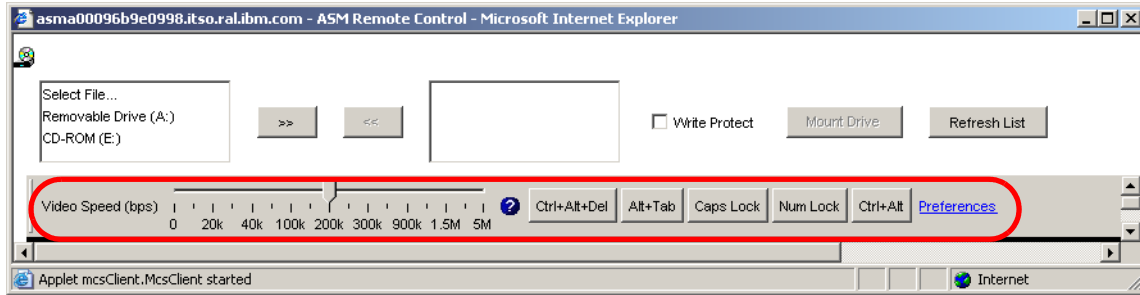 asma00096b9e0998.itso.ral.ibm.com - ASM Remote Control - Microsoft Internet Explorer
Select File...
Removable Drive (A:)
CD-ROM (E:)
>>
<<
Write Protect
Mount Drive
Refresh List
Video Speed (bps)
0 20k 40k 100k 200k 300k 900k 1.5M 5M
?
Ctrl+Alt+Del
Alt+Tab
Caps Lock
Num Lock
Ctrl+Alt
Preferences
Applet mcsClient.McsClient started
Internet